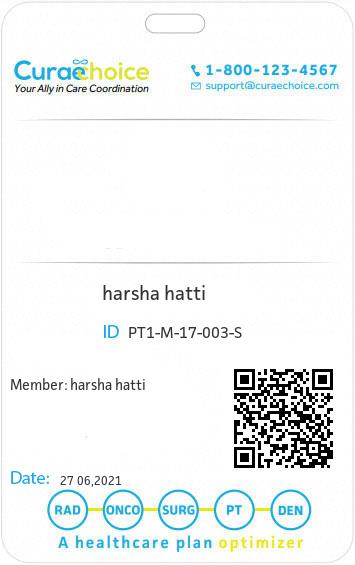 Curaechoice
Your Ally in Care Coordination
1-800-123-4567
support@curaechoice.com
harsha hatti
ID PT1-M-17-003-S
Member: harsha hatti
Date: 27 06,2021
RAD ONCO SURG PT DEN
A healthcare plan optimizer